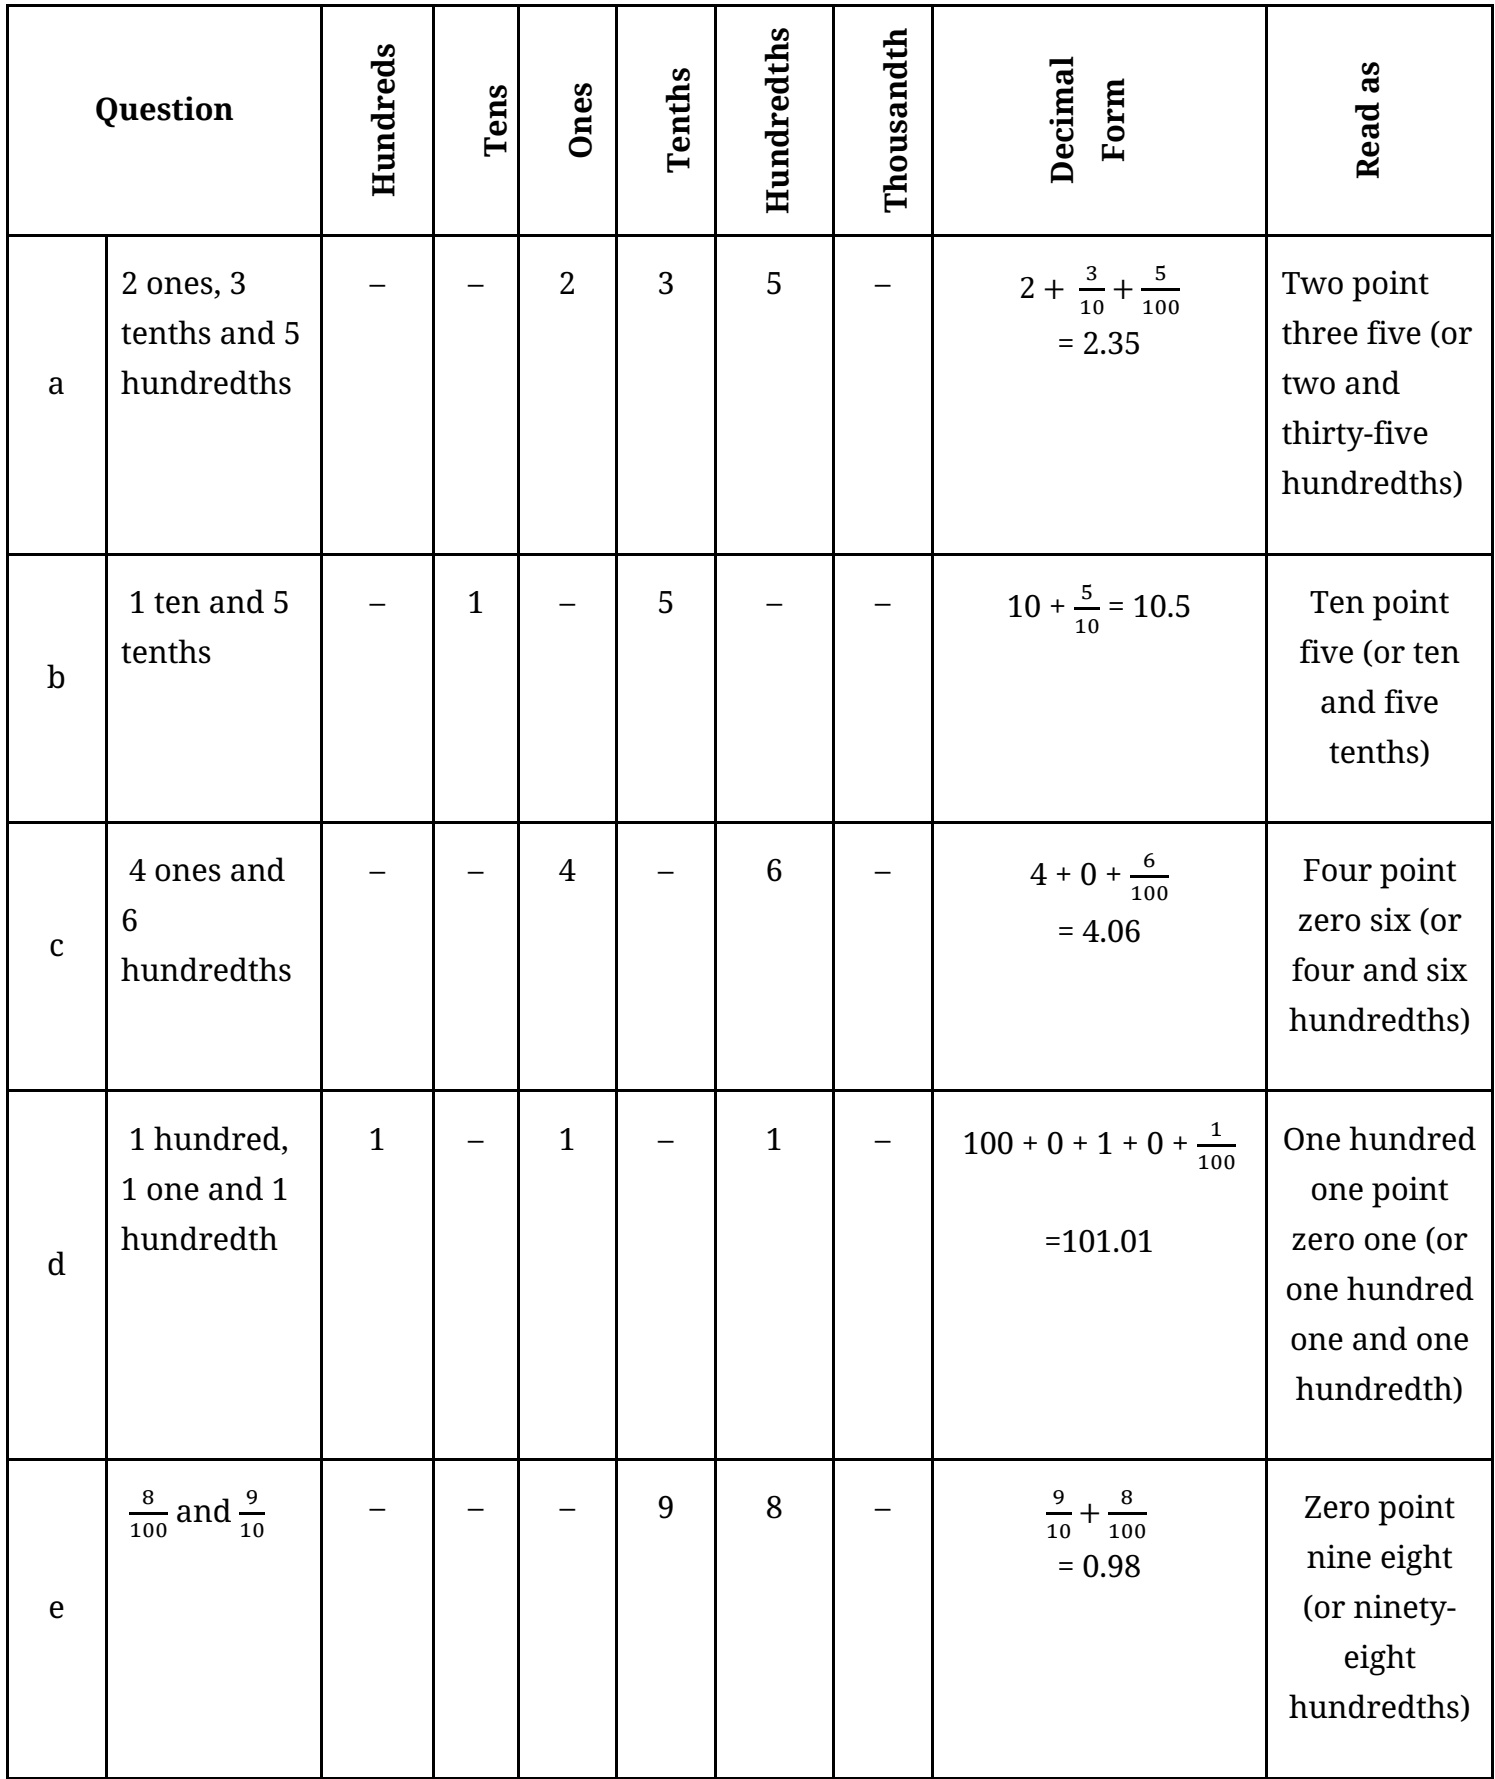 Question Hundreds Tens Ones Tenths Hundredths Thousandth Decimal Form Read as
a
2 ones, 3
tenths and 5
hundredths
– – 2 3 5 –
2 + 3/10 + 5/100
= 2.35
Two point
three five (or
two and
thirty-five
hundredths)
b
1 ten and 5
tenths
– 1 – 5 – –
10 + 5/10 = 10.5
Ten point
five (or ten
and five
tenths)
c
4 ones and
6
hundredths
– – 4 – 6 –
4 + 0 + 6/100
= 4.06
Four point
zero six (or
four and six
hundredths)
d
1 hundred,
1 one and 1
hundredth
1 – 1 – 1 –
100 + 0 + 1 + 0 + 1/100
=101.01
One hundred
one point
zero one (or
one hundred
one and one
hundredth)
e
8/100 and 9/10
– – – 9 8 –
9/10 + 8/100
= 0.98
Zero point
nine eight
(or ninety-
eight
hundredths)